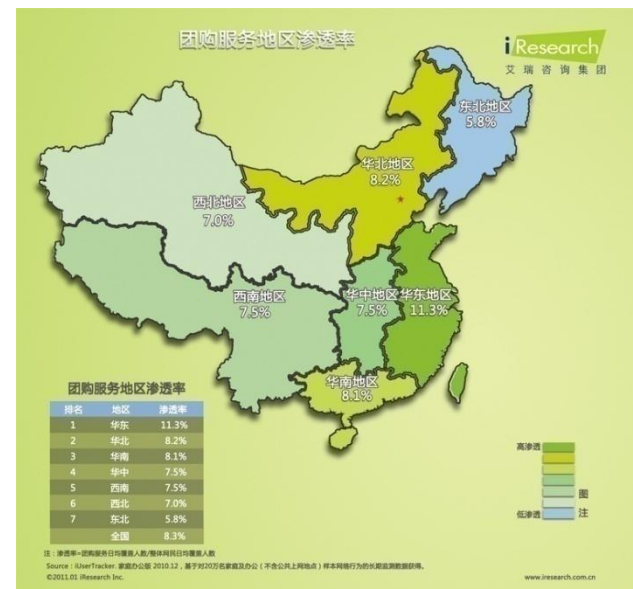 团购服务地区渗透率
iResearch
艾瑞咨询集团
东北地区
5.8%
华北地区
8.2%
西北地区
7.0%
西南地区
7.5%
华中地区
7.5%
华东地区
11.3%
华南地区
8.1%
团购服务地区渗透率
排名 地区 渗透率
1 华东 11.3%
2 华北 8.2%
3 华南 8.1%
4 华中 7.5%
5 西南 7.5%
6 西北 7.0%
7 东北 5.8%
全国 8.3%
高渗透
低渗透
图
注
注：渗透率=团购服务日均覆盖人数/整体网民日均覆盖人数
Source：iUserTracker. 家庭办公版 2010.12，基于对20万名家庭及办公（不含公共上网地点）样本网络行为的长期监测数据获得。
©2011.01 iResearch Inc.
www.iresearch.com.cn